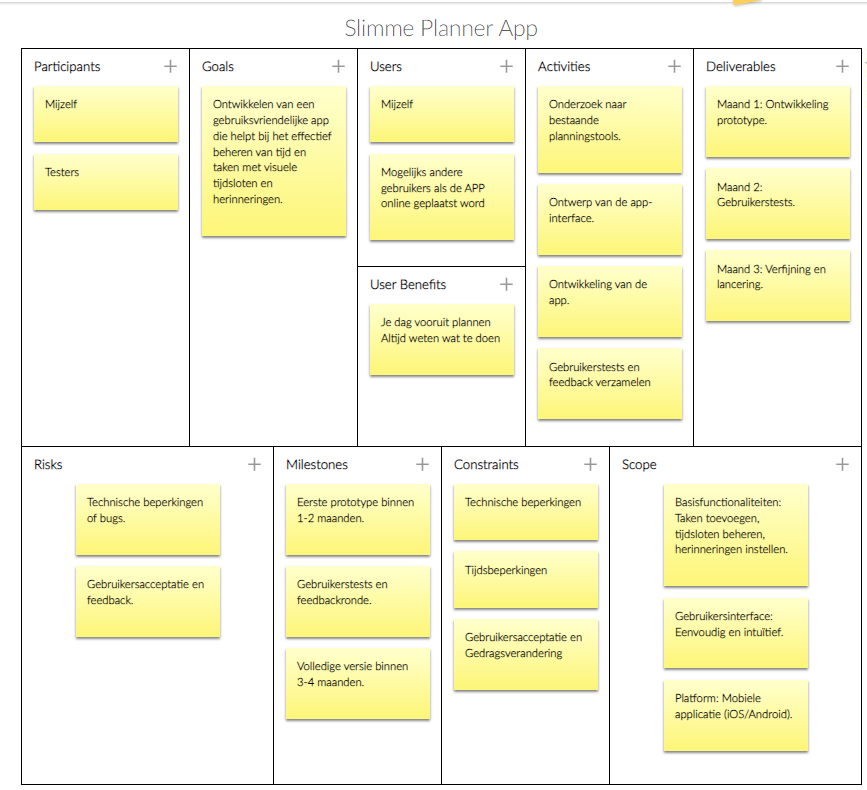 Slimme Planner App
Participants
Mijzelf
Testers
Goals
Ontwikkelen van een
gebuiksvriendelijke app
die helpt bij het effectief
beheren van tijd en
taken met visuele
tijdsloten en
herinneringen.
Users
Mijzelf
Mogelijks andere
gebruikers als de APP
online geplaatst word
User Benefits
Je dag vooruit plannen
Altijd weten wat te doen
Activities
Onderzoek naar
bestaande
planningstools.
Ontwerp van de app-
interface.
Ontwikkeling van de
app.
Gebruikerstests en
feedback verzamelen
Deliverables
Maand 1: Ontwikkeling
prototype.
Maand 2:
Gebruikerstests.
Maand 3: Verfijning en
lancering.
Risks
Technische beperkingen
of bugs.
Gebruikersacceptatie en
feedback.
Milestones
Eerste prototype binnen
1-2 maanden.
Gebruikerstests en
feedbackronde.
Volledige versie binnen
3-4 maanden.
Constraints
Technische beperkingen
Tijdsbeperkingen
Gebruikersacceptatie en
Gedragsverandering
Scope
Basisfunctionaliteiten:
Taken toevoegen,
tijdsloten beheren,
herinneringen instellen.
Gebruikersinterface:
Eenvoudig en intuïtief.
Platform: Mobiele
applicatie (iOS/Android).